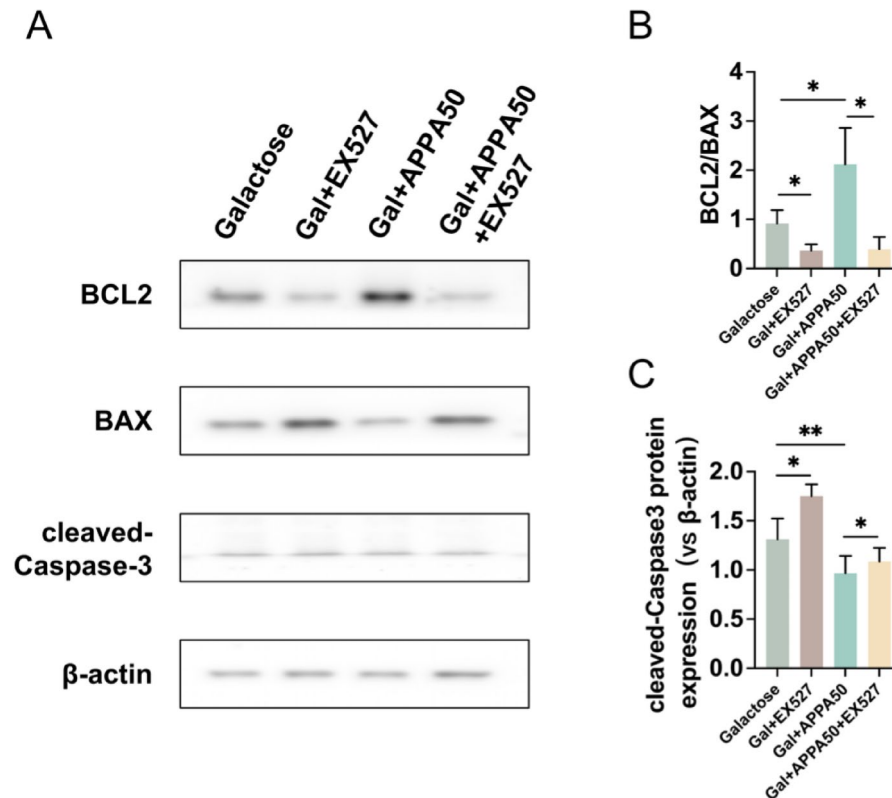 A
Galactose
Gal+EX527
Gal+APPA50
Gal+APPA50
+EX527
BCL2
BAX
cleaved-
Caspase-3
β-actin
B
BCL2/BAX
4
3
2
1
0
*
*
*
Galactose
Gal+EX527
Gal+APPA50
Gal+APPA50+EX527
C
cleaved-Caspase3 protein
expression (vs β-actin)
2.0
1.5
1.0
0.5
0.0
**
*
*
Galactose
Gal+EX527
Gal+APPA50
Gal+APPA50+EX527